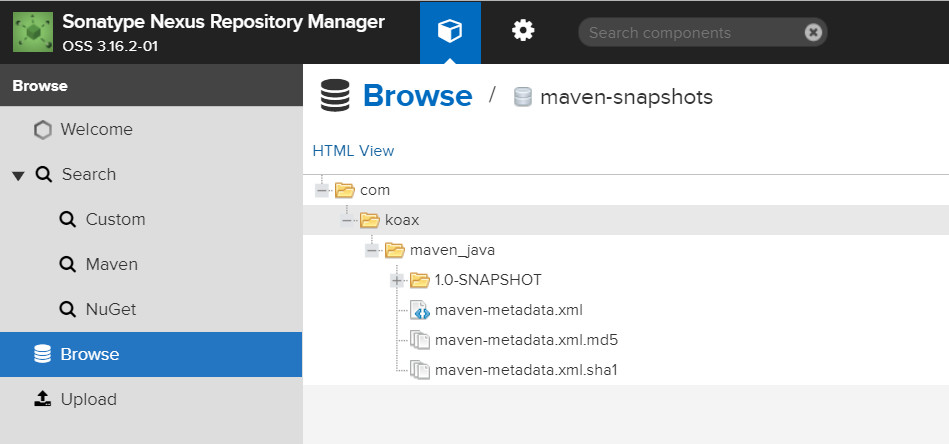 Sonatype Nexus Repository Manager
OSS 3.16.2-01
Search components
Browse
Welcome
Search
Custom
Maven
NuGet
Browse
Upload
Browse / maven-snapshots
HTML View
com
koax
maven_java
1.0-SNAPSHOT
maven-metadata.xml
maven-metadata.xml.md5
maven-metadata.xml.sha1